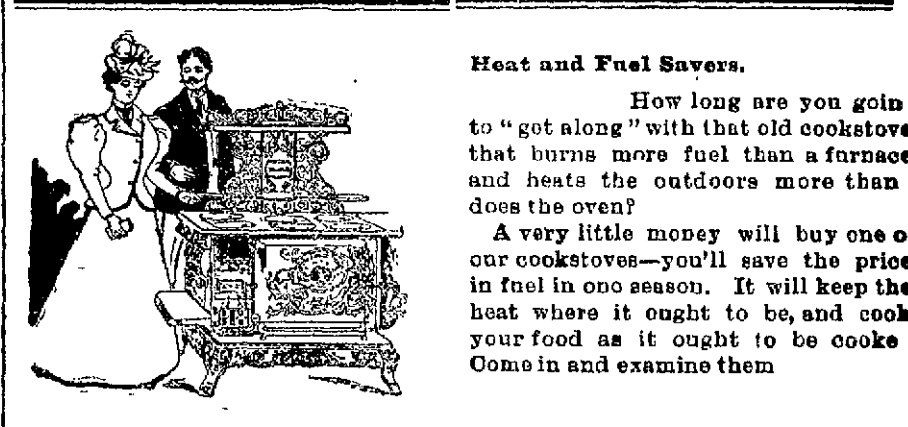 Heat and Fuel Savers.
How long are you goin
to "got along" with that old cookstove
that burns more fuel than a furnace
and heats the outdoors more than
does the oven?
A very little money will buy one o
our cookstoves—you'll save the price
in fuel in one season. It will keep the
heat where it ought to be, and cook
your food as it ought to be cooke
Come in and examine them